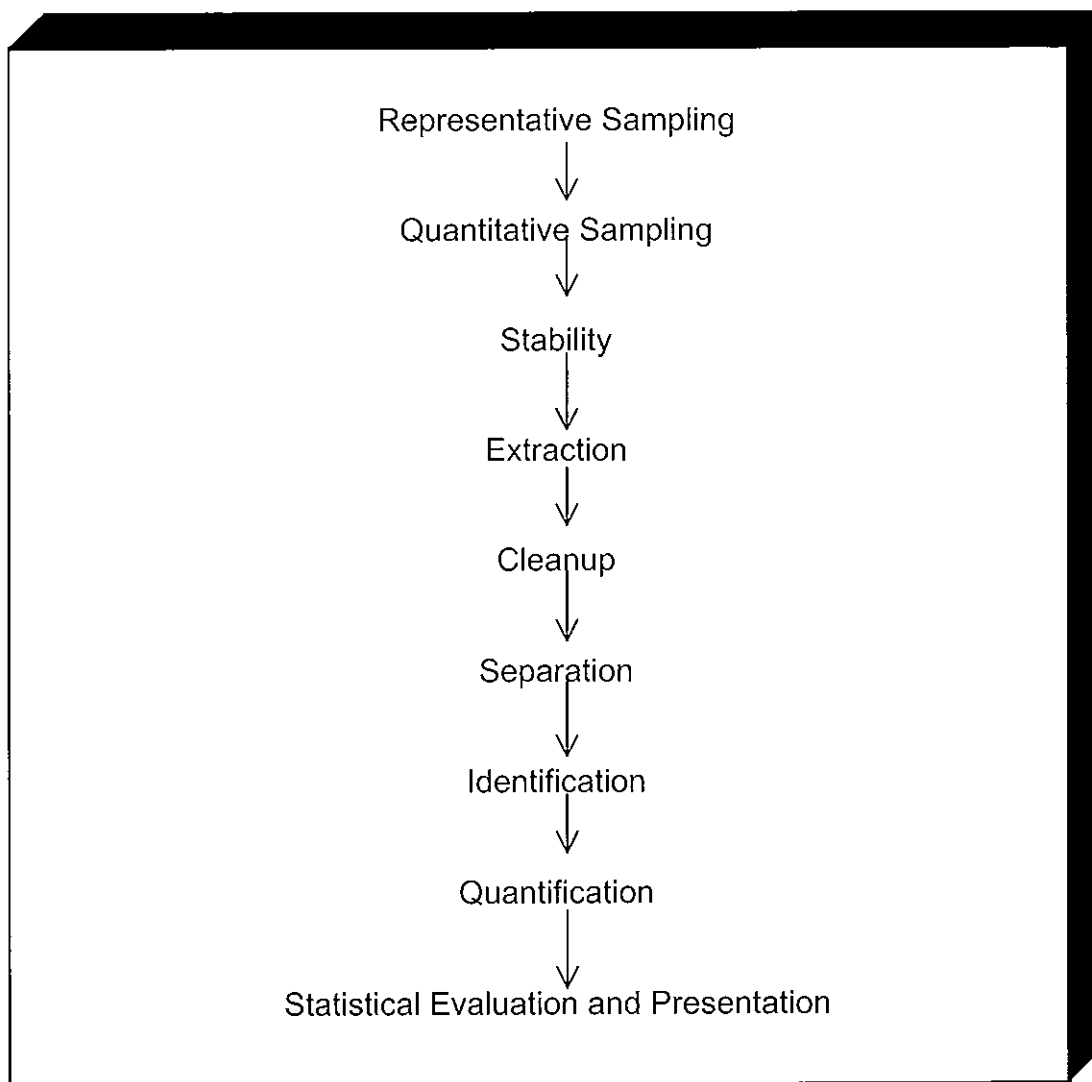 Representative Sampling
Quantitative Sampling
Stability
Extraction
Cleanup
Separation
Identification
Quantification
Statistical Evaluation and Presentation